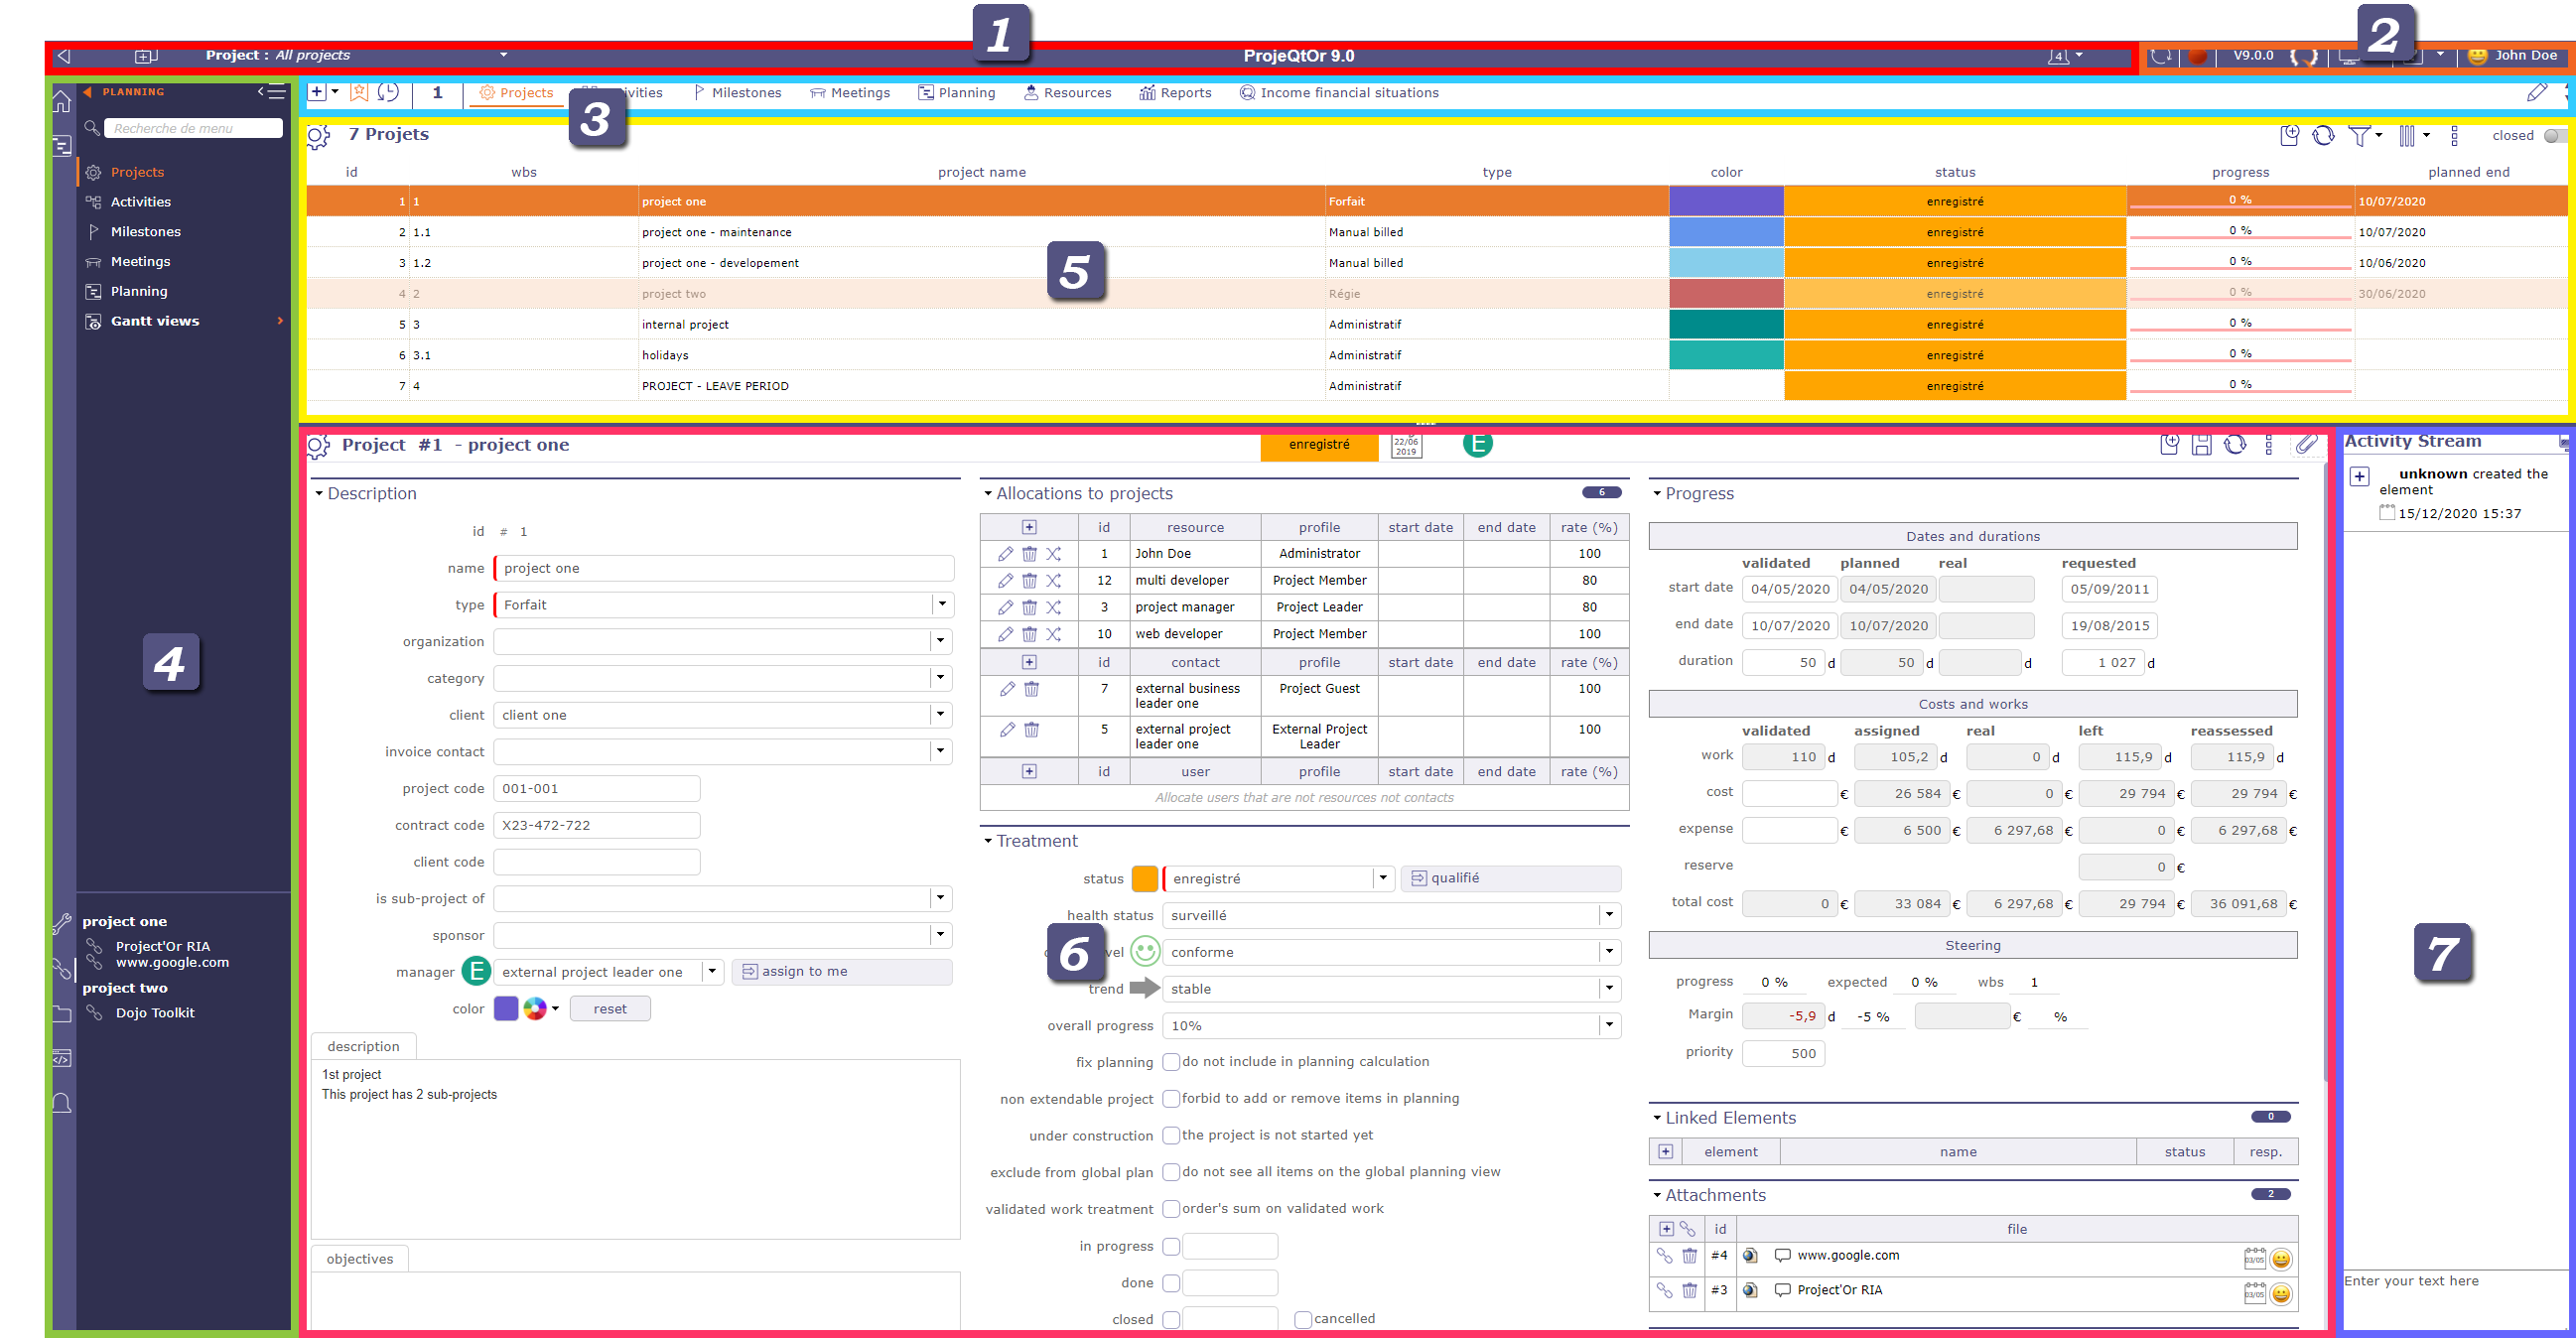 1
2
Project : All projects
ProjeQtOr 9.0
4
V9.0.0
John Doe
PLANNING
1 Projects Milestones Meetings Planning Resources Reports Income financial situations
3
Recherche de menu
Projects
Activities
Milestones
Meetings
Planning
Gantt views
4
project one
Project'Or RIA
www.google.com
project two
Dojo Toolkit
7 Projets
closed
id wbs project name type color status progress planned end
1 1 project one Forfait enregistré 0 % 10/07/2020
2 1.1 project one - maintenance Manual billed enregistré 0 % 10/07/2020
3 1.2 project one - developement Manual billed enregistré 0 % 10/06/2020
5
4 2 project two Régie enregistré 0 % 30/06/2020
5 3 internal project Administratif enregistré 0 %
6 3.1 holidays Administratif enregistré 0 %
7 4 PROJECT - LEAVE PERIOD Administratif enregistré 0 %
Project #1 - project one
enregistré
22/06
2019
E
Description
id # 1
name project one
type Forfait
organization
category
client client one
invoice contact
project code 001-001
contract code X23-472-722
client code
is sub-project of
sponsor
manager E external project leader one assign to me
color reset
description
1st project
This project has 2 sub-projects
objectives
Allocations to projects 6
id resource profile start date end date rate (%)
1 John Doe Administrator 100
12 multi developer Project Member 80
3 project manager Project Leader 80
10 web developer Project Member 100
id contact profile start date end date rate (%)
7 external business leader one Project Guest 100
5 external project leader one External Project Leader 100
id user profile start date end date rate (%)
Allocate users that are not resources not contacts
Treatment
status enregistré qualifié
health status surveillé
6
conforme
trend stable
overall progress 10%
fix planning do not include in planning calculation
non extendable project forbid to add or remove items in planning
under construction the project is not started yet
exclude from global plan do not see all items on the global planning view
validated work treatment order's sum on validated work
in progress
done
closed cancelled
Progress
Dates and durations
validated planned real requested
start date 04/05/2020 04/05/2020 05/09/2011
end date 10/07/2020 10/07/2020 19/08/2015
duration 50 d 50 d d 1 027 d
Costs and works
validated assigned real left reassessed
work 110 d 105,2 d 0 d 115,9 d 115,9 d
cost € 26 584 € 0 € 29 794 € 29 794 €
expense € 6 500 € 6 297,68 € 0 € 6 297,68 €
reserve 0 €
total cost 0 € 33 084 € 6 297,68 € 29 794 € 36 091,68 €
Steering
progress 0 % expected 0 % wbs 1
Margin -5,9 d -5 % € %
priority 500
Linked Elements 0
element name status resp.
Attachments 2
id file
#4 www.google.com 03/05
#3 Project'Or RIA 03/05
Activity Stream
unknown created the
element
15/12/2020 15:37
7
Enter your text here